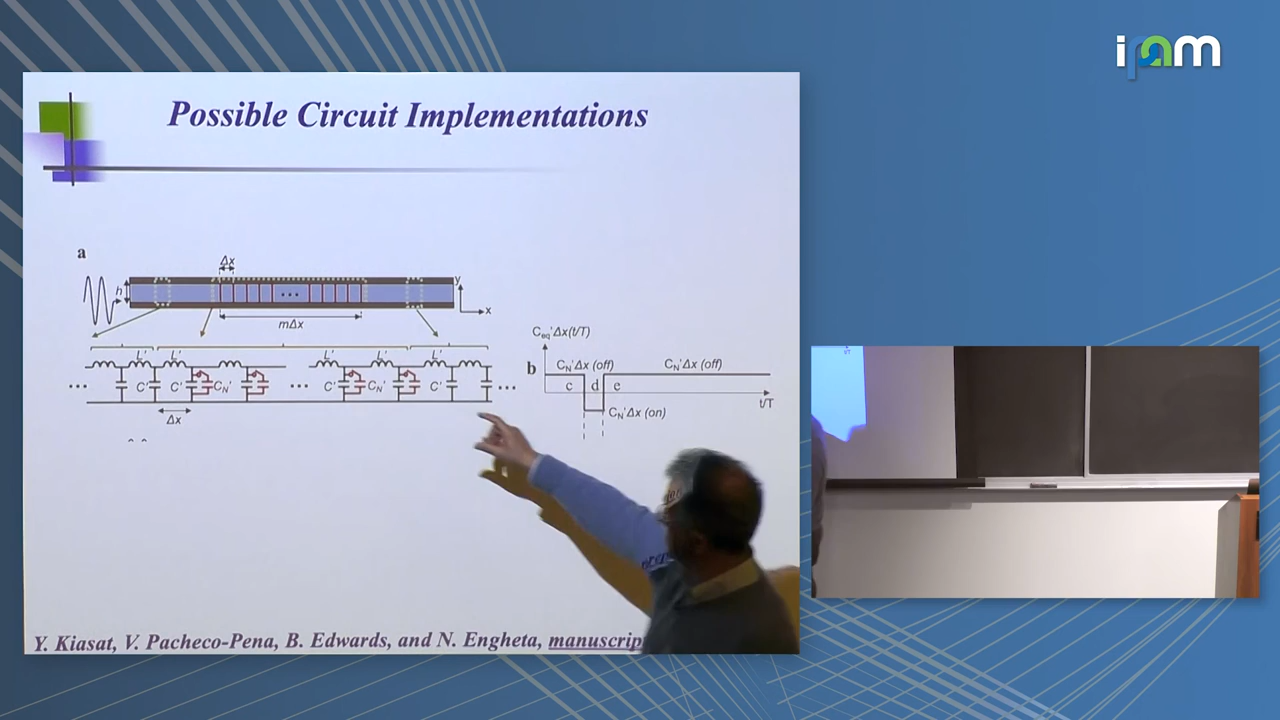 ipam
Possible Circuit Implementations
a
Δx
h
y
x
mΔx
L' L' L' L' L'
C' C' C_N' C' C_N' C'
Δx
C_eq'Δx(t/T)
b
C_N'Δx (off) C_N'Δx (off)
c d e
t/T
C_N'Δx (on)
Y. Kiasat, V. Pacheco-Pena, B. Edwards, and N. Engheta, manuscrip